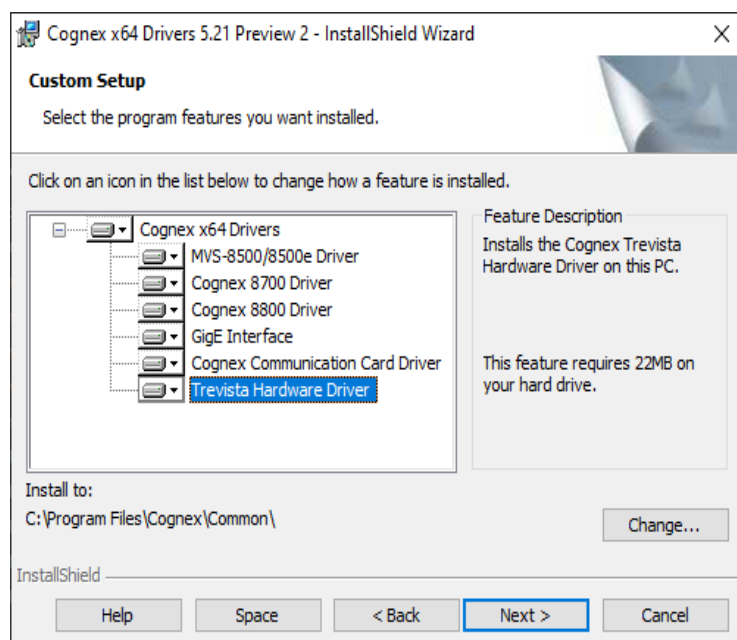 Cognex x64 Drivers 5.21 Preview 2 - InstallShield Wizard
Custom Setup
Select the program features you want installed.
Click on an icon in the list below to change how a feature is installed.
Cognex x64 Drivers
MVS-8500/8500e Driver
Cognex 8700 Driver
Cognex 8800 Driver
GigE Interface
Cognex Communication Card Driver
Trevista Hardware Driver
Feature Description
Installs the Cognex Trevista
Hardware Driver on this PC.
This feature requires 22MB on
your hard drive.
Install to:
C:\Program Files\Cognex\Common\
Change...
InstallShield
Help
Space
< Back
Next >
Cancel